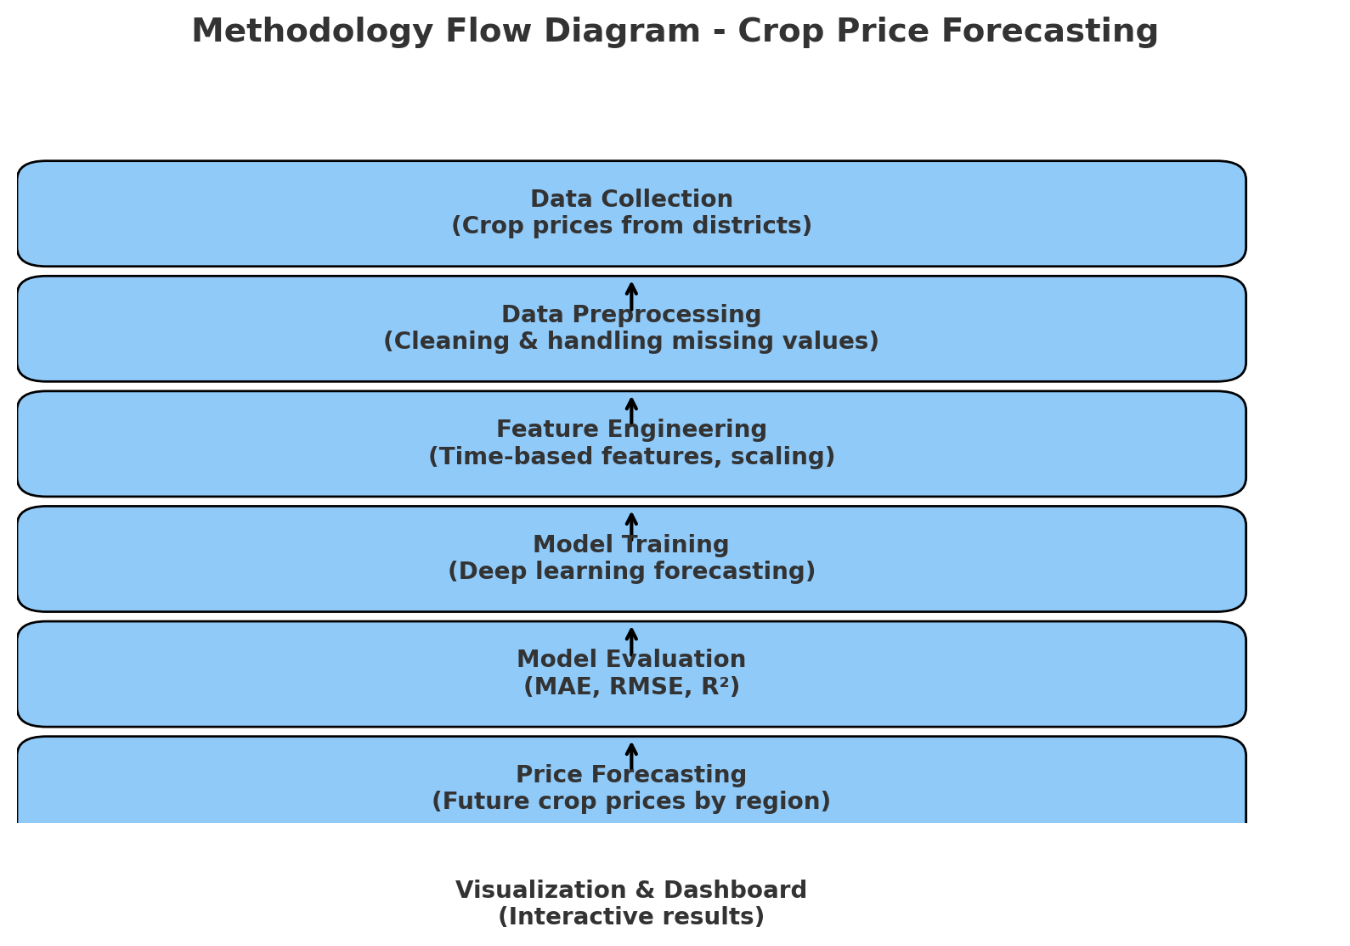 Methodology Flow Diagram - Crop Price Forecasting
Data Collection
(Crop prices from districts)
Data Preprocessing
(Cleaning & handling missing values)
Feature Engineering
(Time-based features, scaling)
Model Training
(Deep learning forecasting)
Model Evaluation
(MAE, RMSE, R²)
Price Forecasting
(Future crop prices by region)
Visualization & Dashboard
(Interactive results)